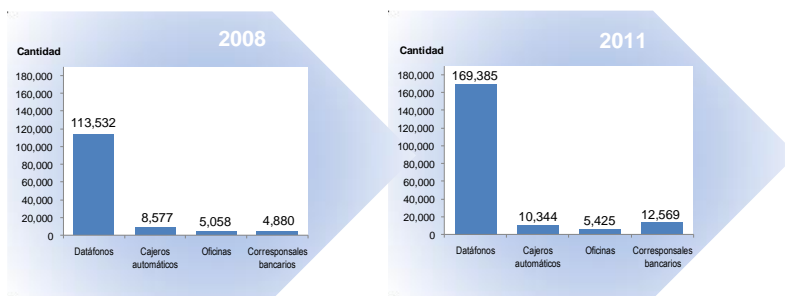 2008
Cantidad
180,000
160,000
140,000
120,000
100,000
80,000
60,000
40,000
20,000
0
113,532
8,577
5,058
4,880
Datáfonos
Cajeros
automáticos
Oficinas
Corresponsales
bancarios
2011
Cantidad
180,000
160,000
140,000
120,000
100,000
80,000
60,000
40,000
20,000
0
169,385
10,344
5,425
12,569
Datáfonos
Cajeros
automáticos
Oficinas
Corresponsales
bancarios